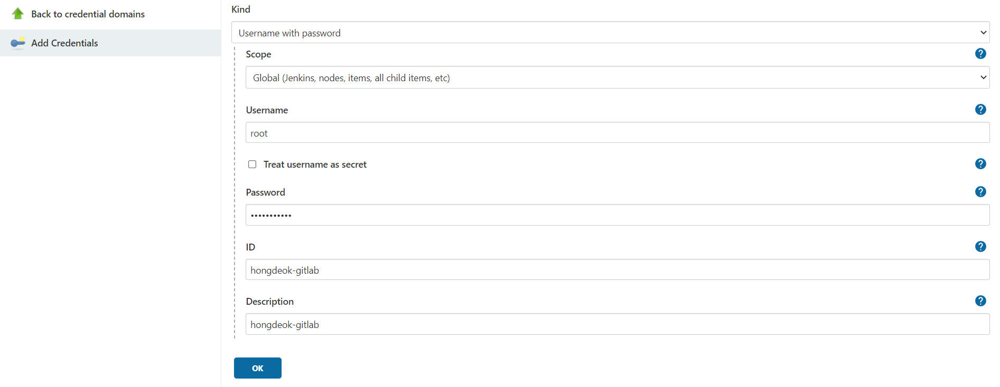 Back to credential domains
Add Credentials
Kind
Username with password
Scope
?
Global (Jenkins, nodes, items, all child items, etc)
Username
?
root
Treat username as secret
?
Password
?
•••••••••••
ID
?
hongdeok-gitlab
Description
?
hongdeok-gitlab
OK